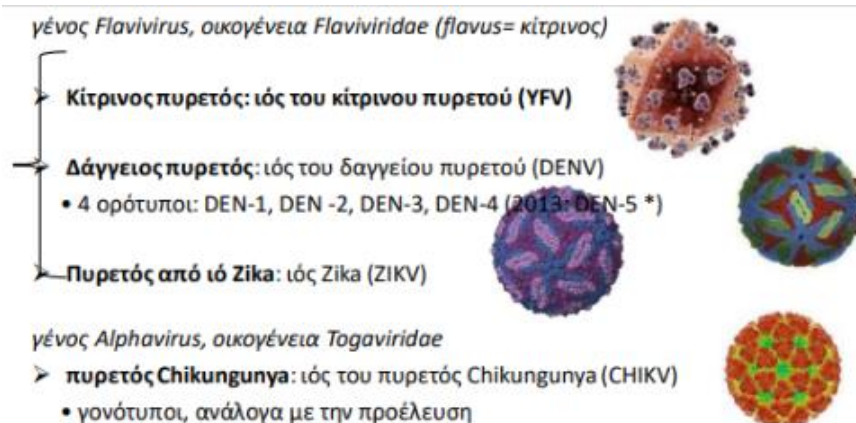 γένος Flavivirus, οικογένεια Flaviviridae (flavus= κίτρινος)
➤ Κίτρινος πυρετός: ιός του κίτρινου πυρετού (YFV)
➤ Δάγγειος πυρετός: ιός του δαγγείου πυρετού (DENV)
• 4 ορότυποι: DEN-1, DEN -2, DEN-3, DEN-4 (2013: DEN-5 *)
➤ Πυρετός από ιό Zika: ιός Zika (ZIKV)
γένος Alphavirus, οικογένεια Togaviridae
➤ πυρετός Chikungunya: ιός του πυρετός Chikungunya (CHIKV)
• γονότυποι, ανάλογα με την προέλευση